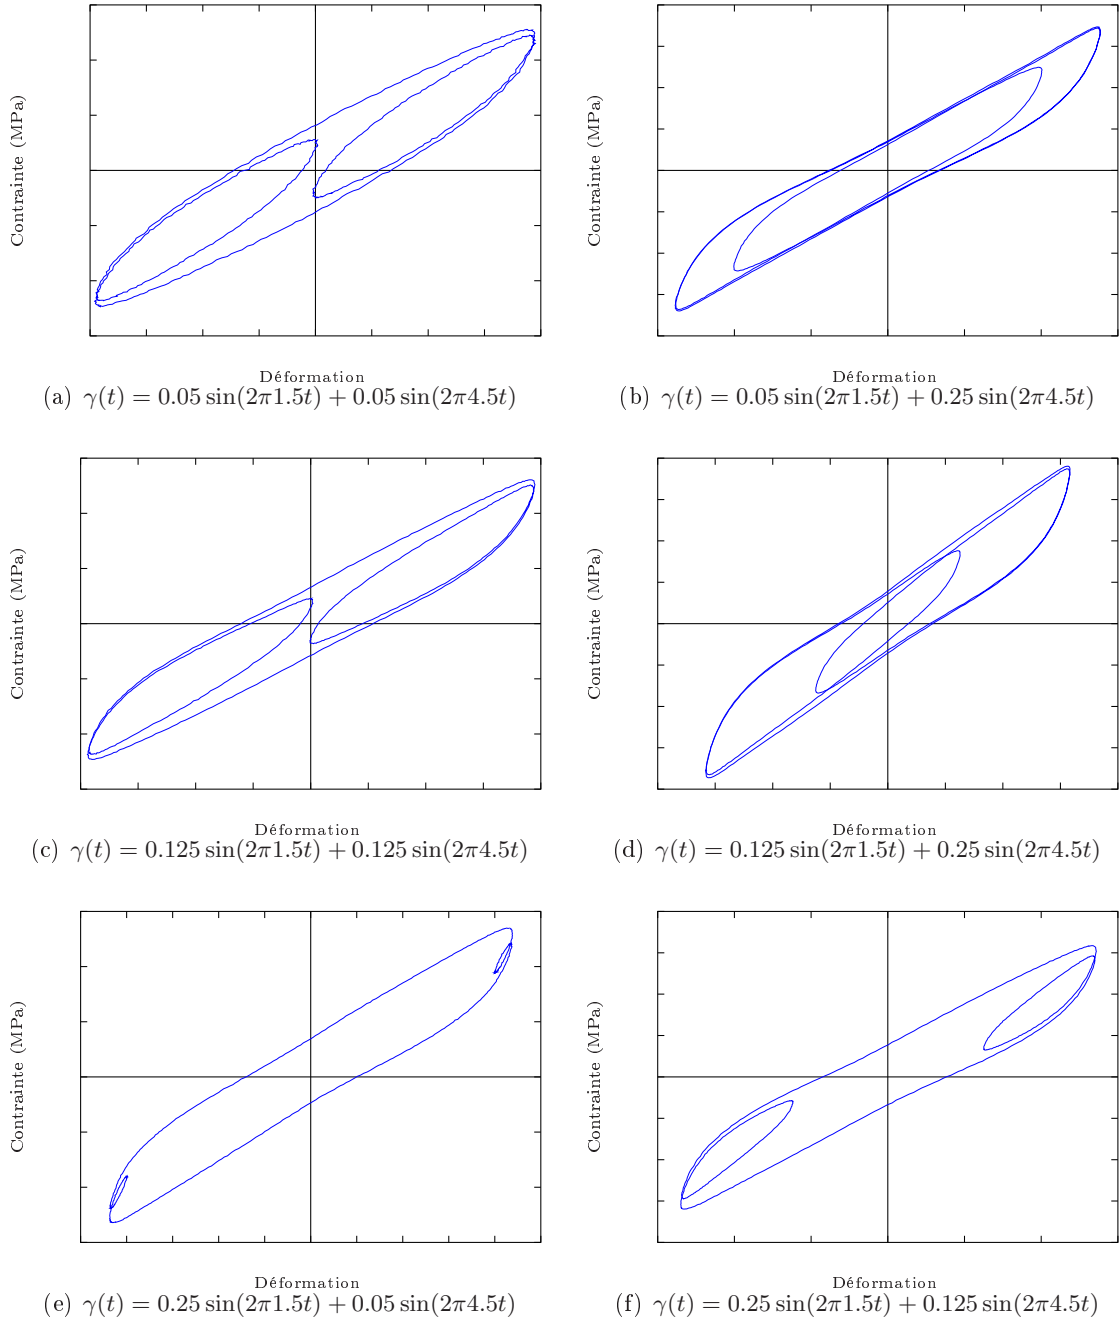 Contrainte (MPa)
Déformation
(a) γ(t) = 0.05 sin(2π1.5t) + 0.05 sin(2π4.5t)
Contrainte (MPa)
Déformation
(b) γ(t) = 0.05 sin(2π1.5t) + 0.25 sin(2π4.5t)
Contrainte (MPa)
Déformation
(c) γ(t) = 0.125 sin(2π1.5t) + 0.125 sin(2π4.5t)
Contrainte (MPa)
Déformation
(d) γ(t) = 0.125 sin(2π1.5t) + 0.25 sin(2π4.5t)
Contrainte (MPa)
Déformation
(e) γ(t) = 0.25 sin(2π1.5t) + 0.05 sin(2π4.5t)
Contrainte (MPa)
Déformation
(f) γ(t) = 0.25 sin(2π1.5t) + 0.125 sin(2π4.5t)